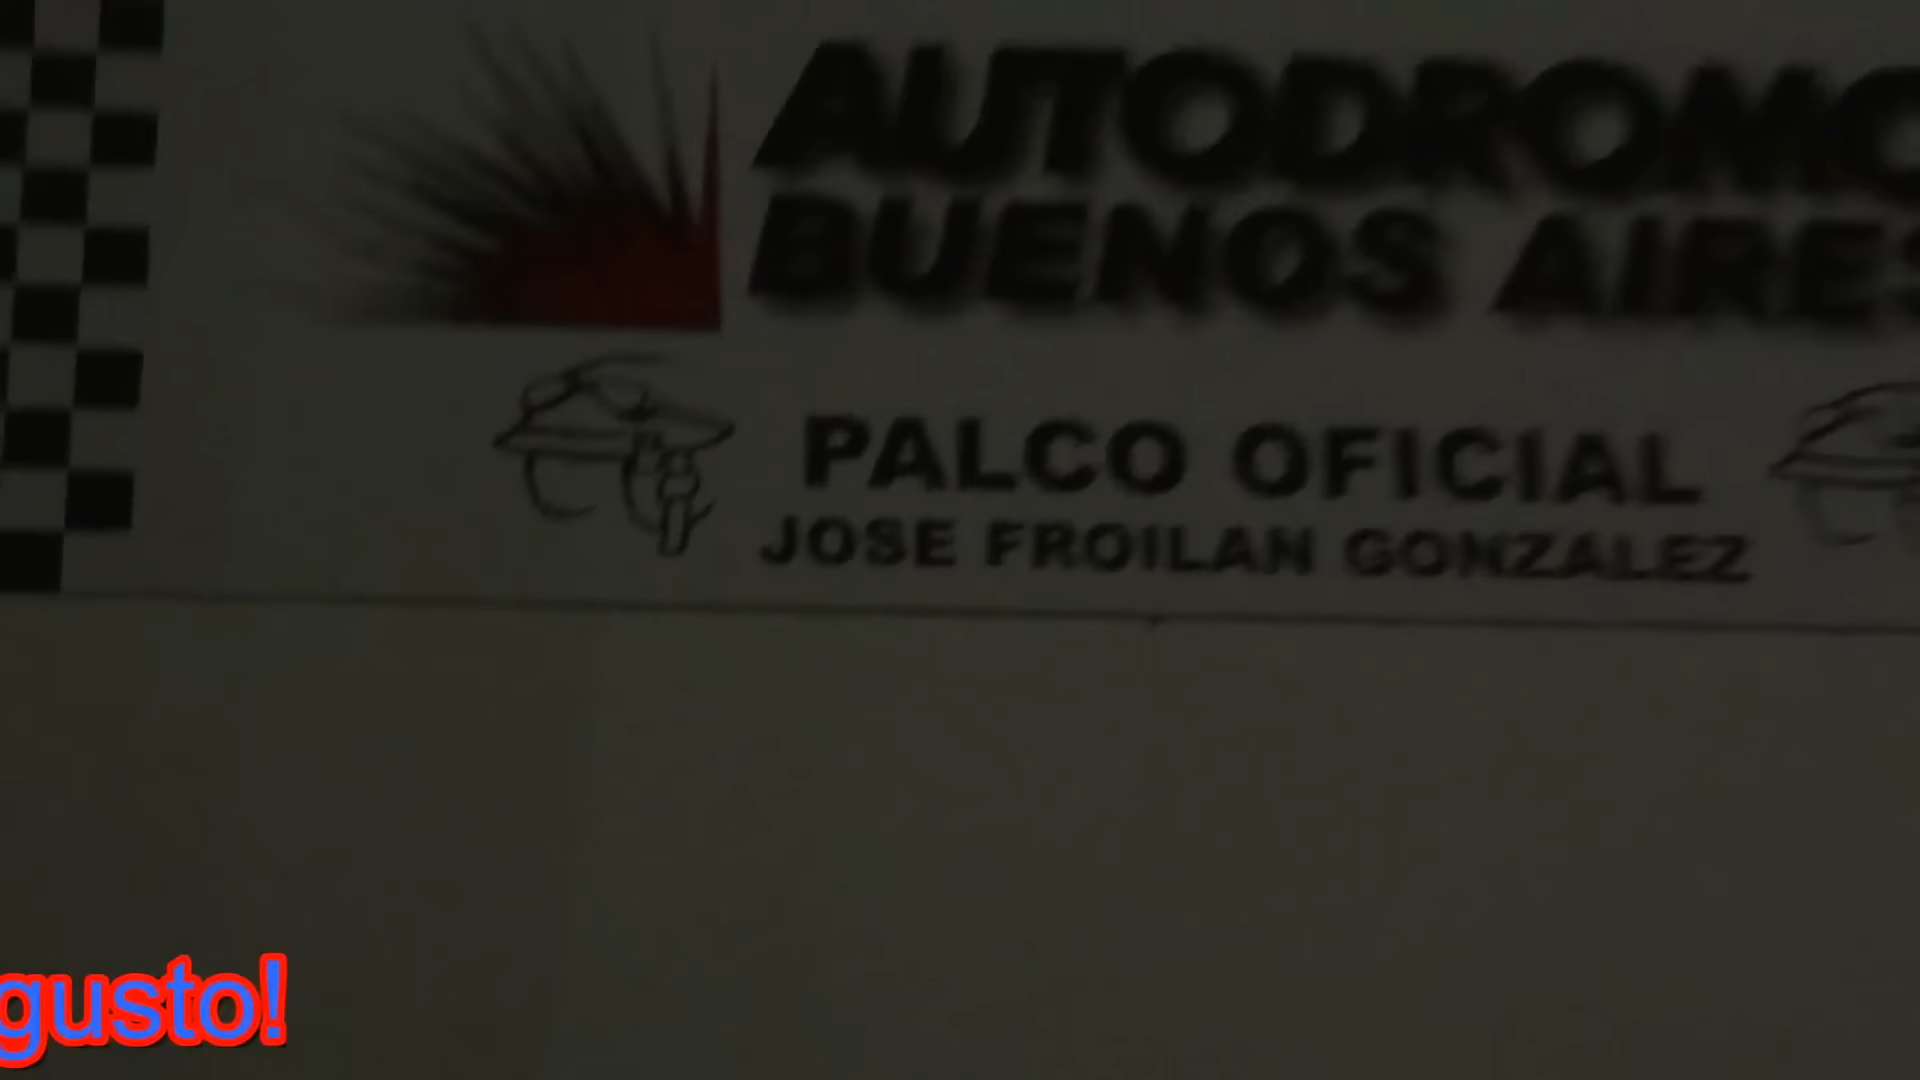 AUTODROMO
BUENOS AIRES
PALCO OFICIAL
JOSE FROILAN GONZALEZ
gusto!